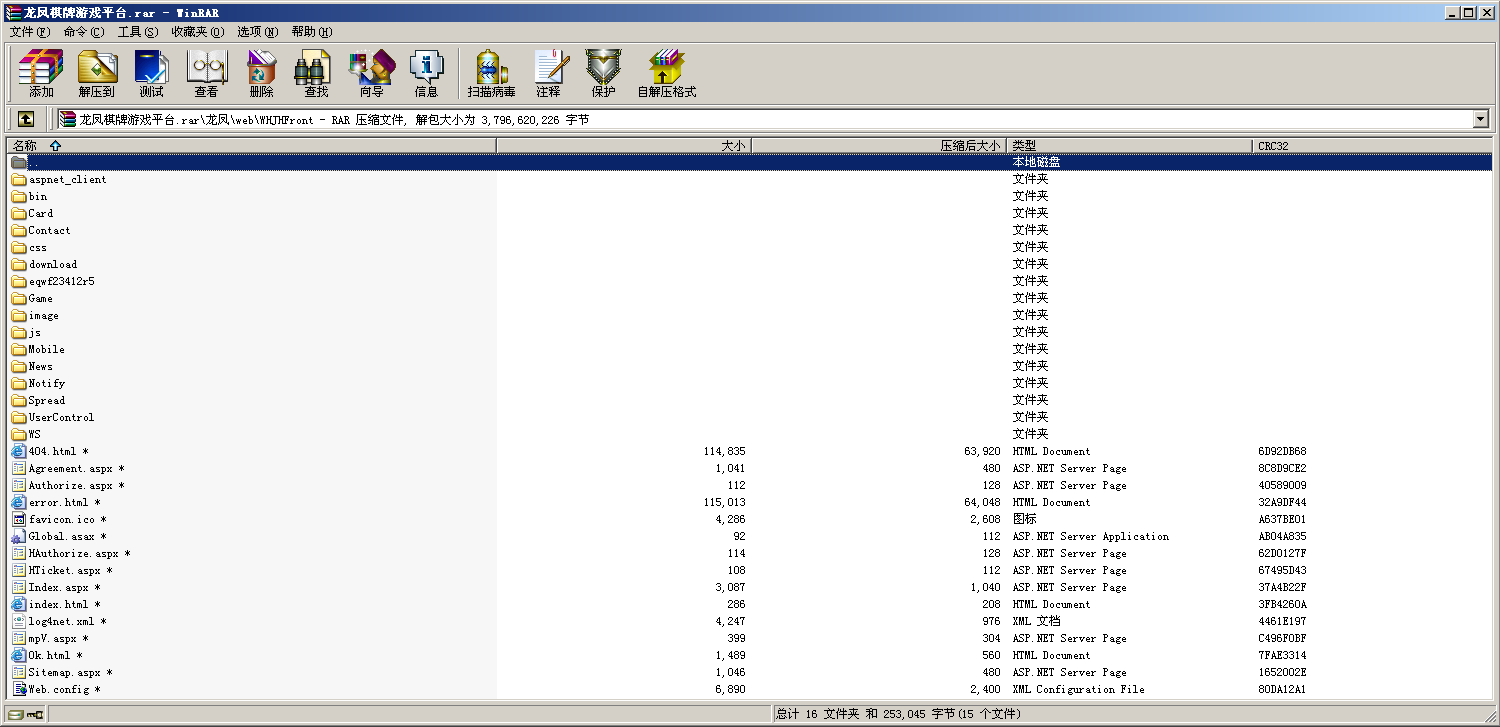 龙凤棋牌游戏平台.rar - WinRAR
文件(F) 命令(C) 工具(S) 收藏夹(O) 选项(N) 帮助(H)
添加 解压到 测试 查看 删除 查找 向导 信息 扫描病毒 注释 保护 自解压格式
龙凤棋牌游戏平台.rar\龙凤\web\WHJHFront - RAR 压缩文件, 解包大小为 3,796,620,226 字节
名称 大小 压缩后大小 类型 CRC32
.. 本地磁盘
aspnet_client 文件夹
bin 文件夹
Card 文件夹
Contact 文件夹
css 文件夹
download 文件夹
eqwf23412r5 文件夹
Game 文件夹
image 文件夹
js 文件夹
Mobile 文件夹
News 文件夹
Notify 文件夹
Spread 文件夹
UserControl 文件夹
WS 文件夹
404.html * 114,835 63,920 HTML Document 6D92DB68
Agreement.aspx * 1,041 480 ASP.NET Server Page 8C8D9CE2
Authorize.aspx * 112 128 ASP.NET Server Page 40589009
error.html * 115,013 64,048 HTML Document 32A9DF44
favicon.ico * 4,286 2,608 图标 A637BE01
Global.asax * 92 112 ASP.NET Server Application AB04A835
HAuthorize.aspx * 114 128 ASP.NET Server Page 62D0127F
HTicket.aspx * 108 112 ASP.NET Server Page 67495D43
Index.aspx * 3,087 1,040 ASP.NET Server Page 37A4B22F
index.html * 286 208 HTML Document 3FB4260A
log4net.xml * 4,247 976 XML 文档 4461E197
mpV.aspx * 399 304 ASP.NET Server Page C496F0BF
Ok.html * 1,489 560 HTML Document 7FAE3314
Sitemap.aspx * 1,046 480 ASP.NET Server Page 1652002E
Web.config * 6,890 2,400 XML Configuration File 80DA12A1
总计 16 文件夹 和 253,045 字节(15 个文件)